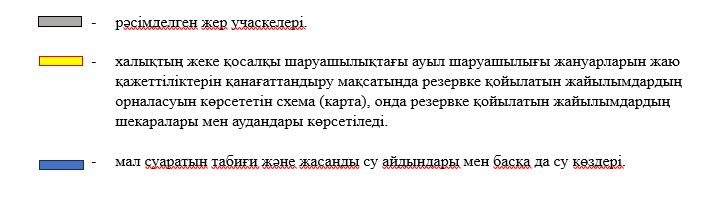 - рәсімделген жер учаскелері.
- халықтың жеке қосалқы шаруашылықтағы ауыл шаруашылығы жануарларын жаю
қажеттіліктерін қанағаттандыру мақсатында резервке қойылатын жайылымдардың
орналасуын көрсететін схема (карта), онда резервке қойылатын жайылымдардың
шекаралары мен аудандары көрсетіледі.
- мал суаратын табиғи және жасанды су айдындары мен басқа да су көздері.